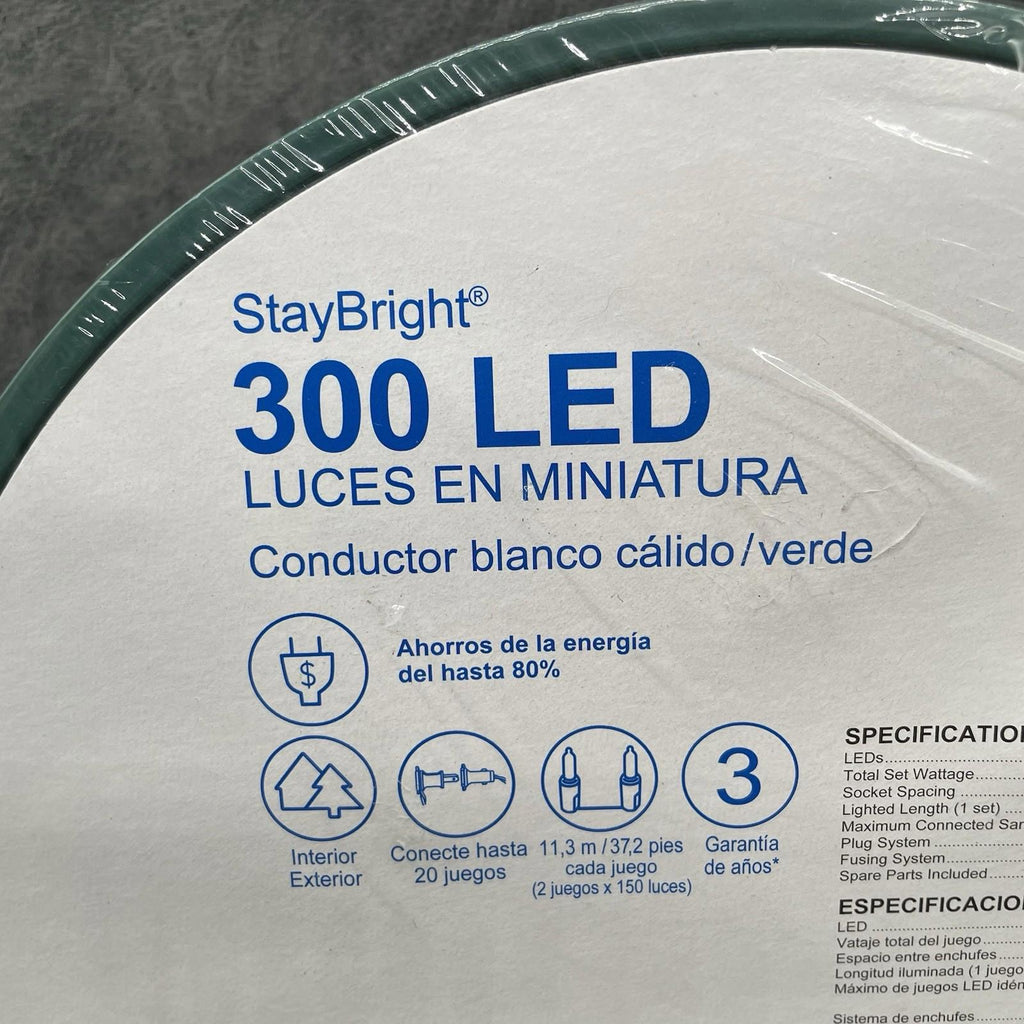 StayBright®
300 LED
LUCES EN MINIATURA
Conductor blanco cálido/verde
$
Ahorros de la energía
del hasta 80%
3
Interior
Exterior
Conecte hasta
20 juegos
11,3 m / 37,2 pies
cada juego
(2 juegos x 150 luces)
Garantía
de años*
LEDs
Total Set Wattage
Socket Spacing
Lighted Length (1 set)
Maximum Connected
Plug System
Fusing System
Spare Parts Included
LED
Vataje total del juego
Espacio entre enchufes
Longitud iluminada (1 juego
Máximo de juegos LED
Sistema de enchufes